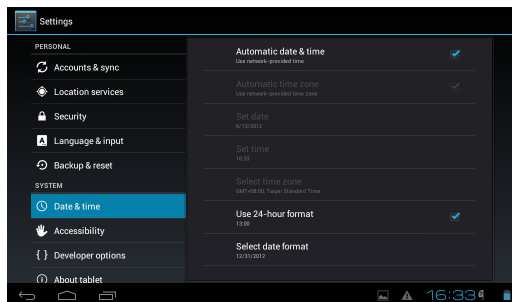 Settings
PERSONAL
Accounts & sync
Location services
Security
A Language & input
Backup & reset
SYSTEM
Date & time
Accessibility
{ } Developer options
About tablet
Automatic date & time
Use network-provided time
Automatic time zone
Use network-provided time zone
Set date
6/13/2012
Set time
16:33
Select time zone
GMT+08:00, Taipei Standard Time
Use 24-hour format
13:00
Select date format
12/31/2012
16:33